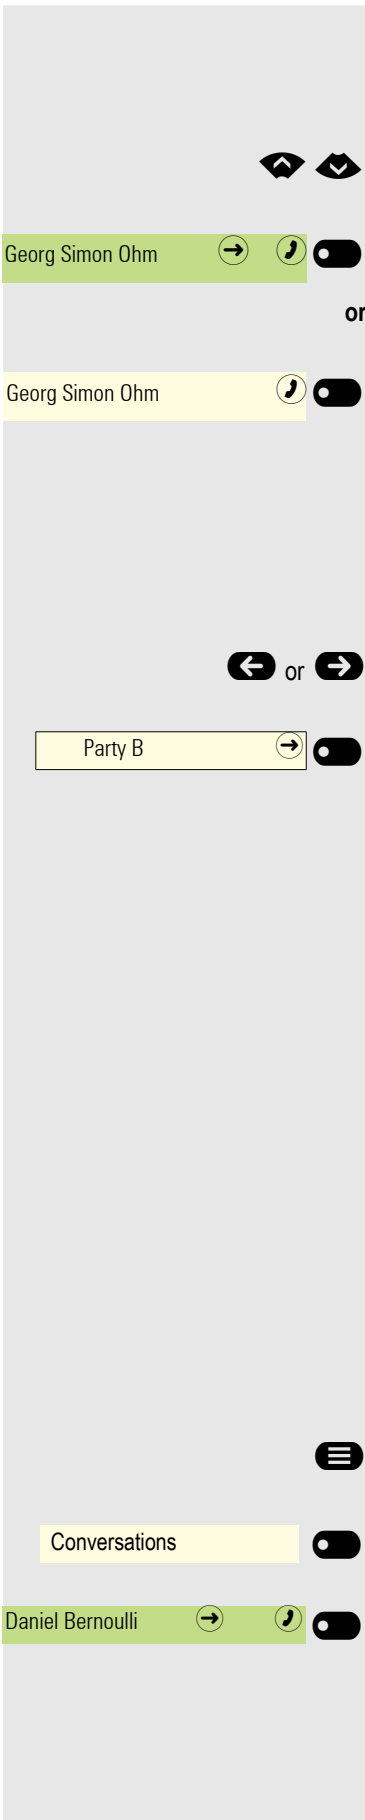 Georg Simon Ohm
or
Georg Simon Ohm
or
Party B
Conversations
Daniel Bernoulli